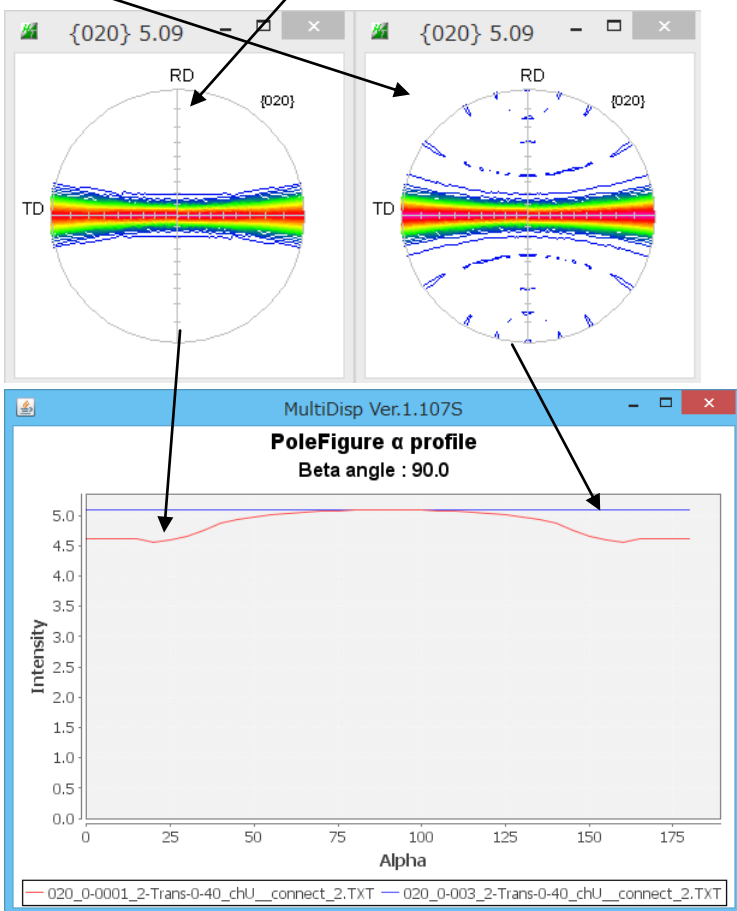 {020} 5.09
RD
{020}
TD
{020} 5.09
RD
{020}
TD
MultiDisp Ver.1.107S
PoleFigure α profile
Beta angle : 90.0
5.0
4.5
4.0
3.5
3.0
2.5
2.0
1.5
1.0
0.5
0.0
Intensity
0 25 50 75 100 125 150 175
Alpha
020_0-0001_2-Trans-0-40_chU__connect_2.TXT 020_0-003_2-Trans-0-40_chU__connect_2.TXT